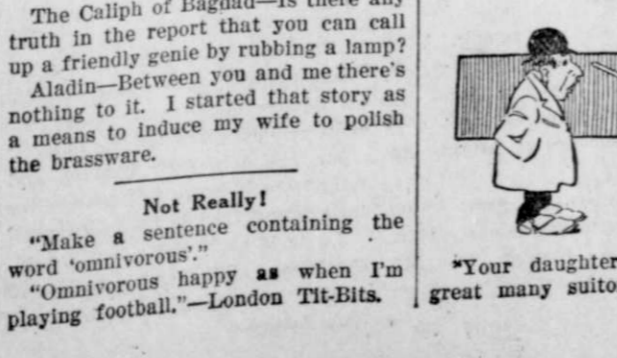 The Caliph of Bagdad—Is there any
truth in the report that you can call
up a friendly genie by rubbing a lamp?
Aladin—Between you and me there's
nothing to it. I started that story as
a means to induce my wife to polish
the brassware.
Not Really!
"Make a sentence containing the
word 'omnivorous'."
"Omnivorous happy as when I'm
playing football."—London Tit-Bits.
"Your daughter
great many suito